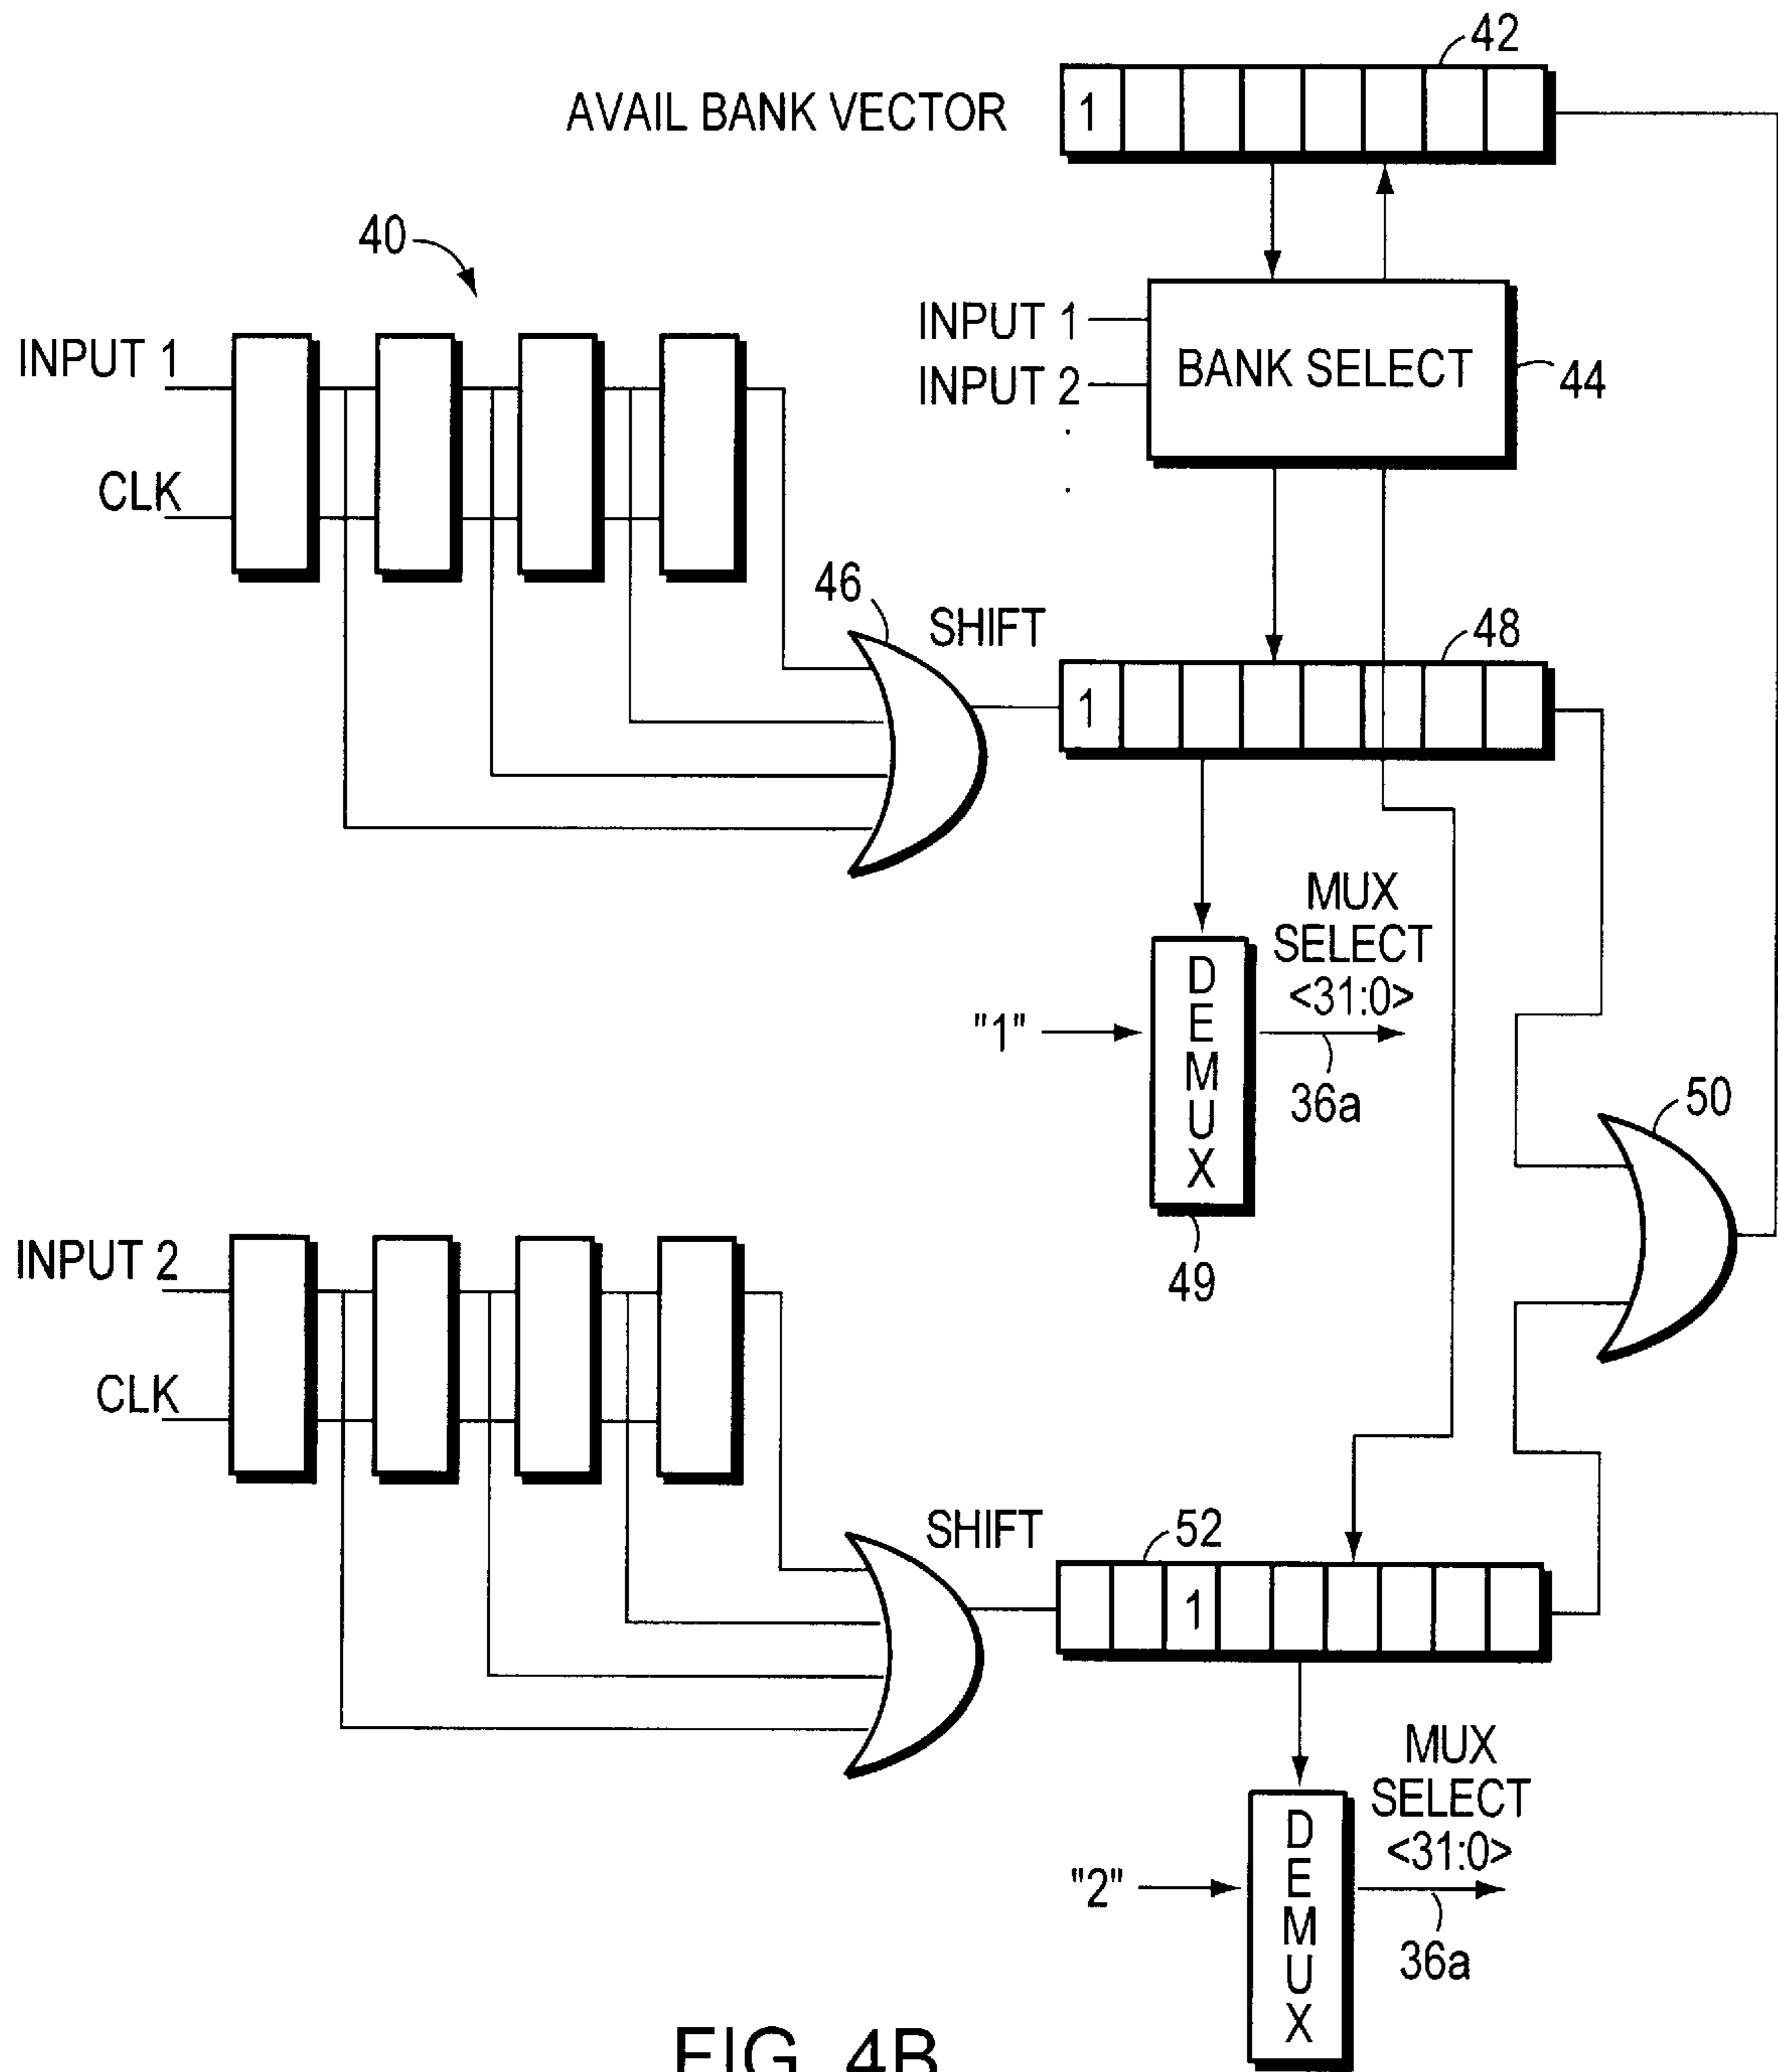 42
AVAIL BANK VECTOR
1
40
INPUT 1
CLK
INPUT 1
INPUT 2
.
.
BANK SELECT
44
46
SHIFT
48
1
MUX
SELECT
<31:0>
"1"
DEMUX
36a
49
50
INPUT 2
CLK
SHIFT
52
1
MUX
SELECT
<31:0>
"2"
DEMUX
36a
FIG. 4B